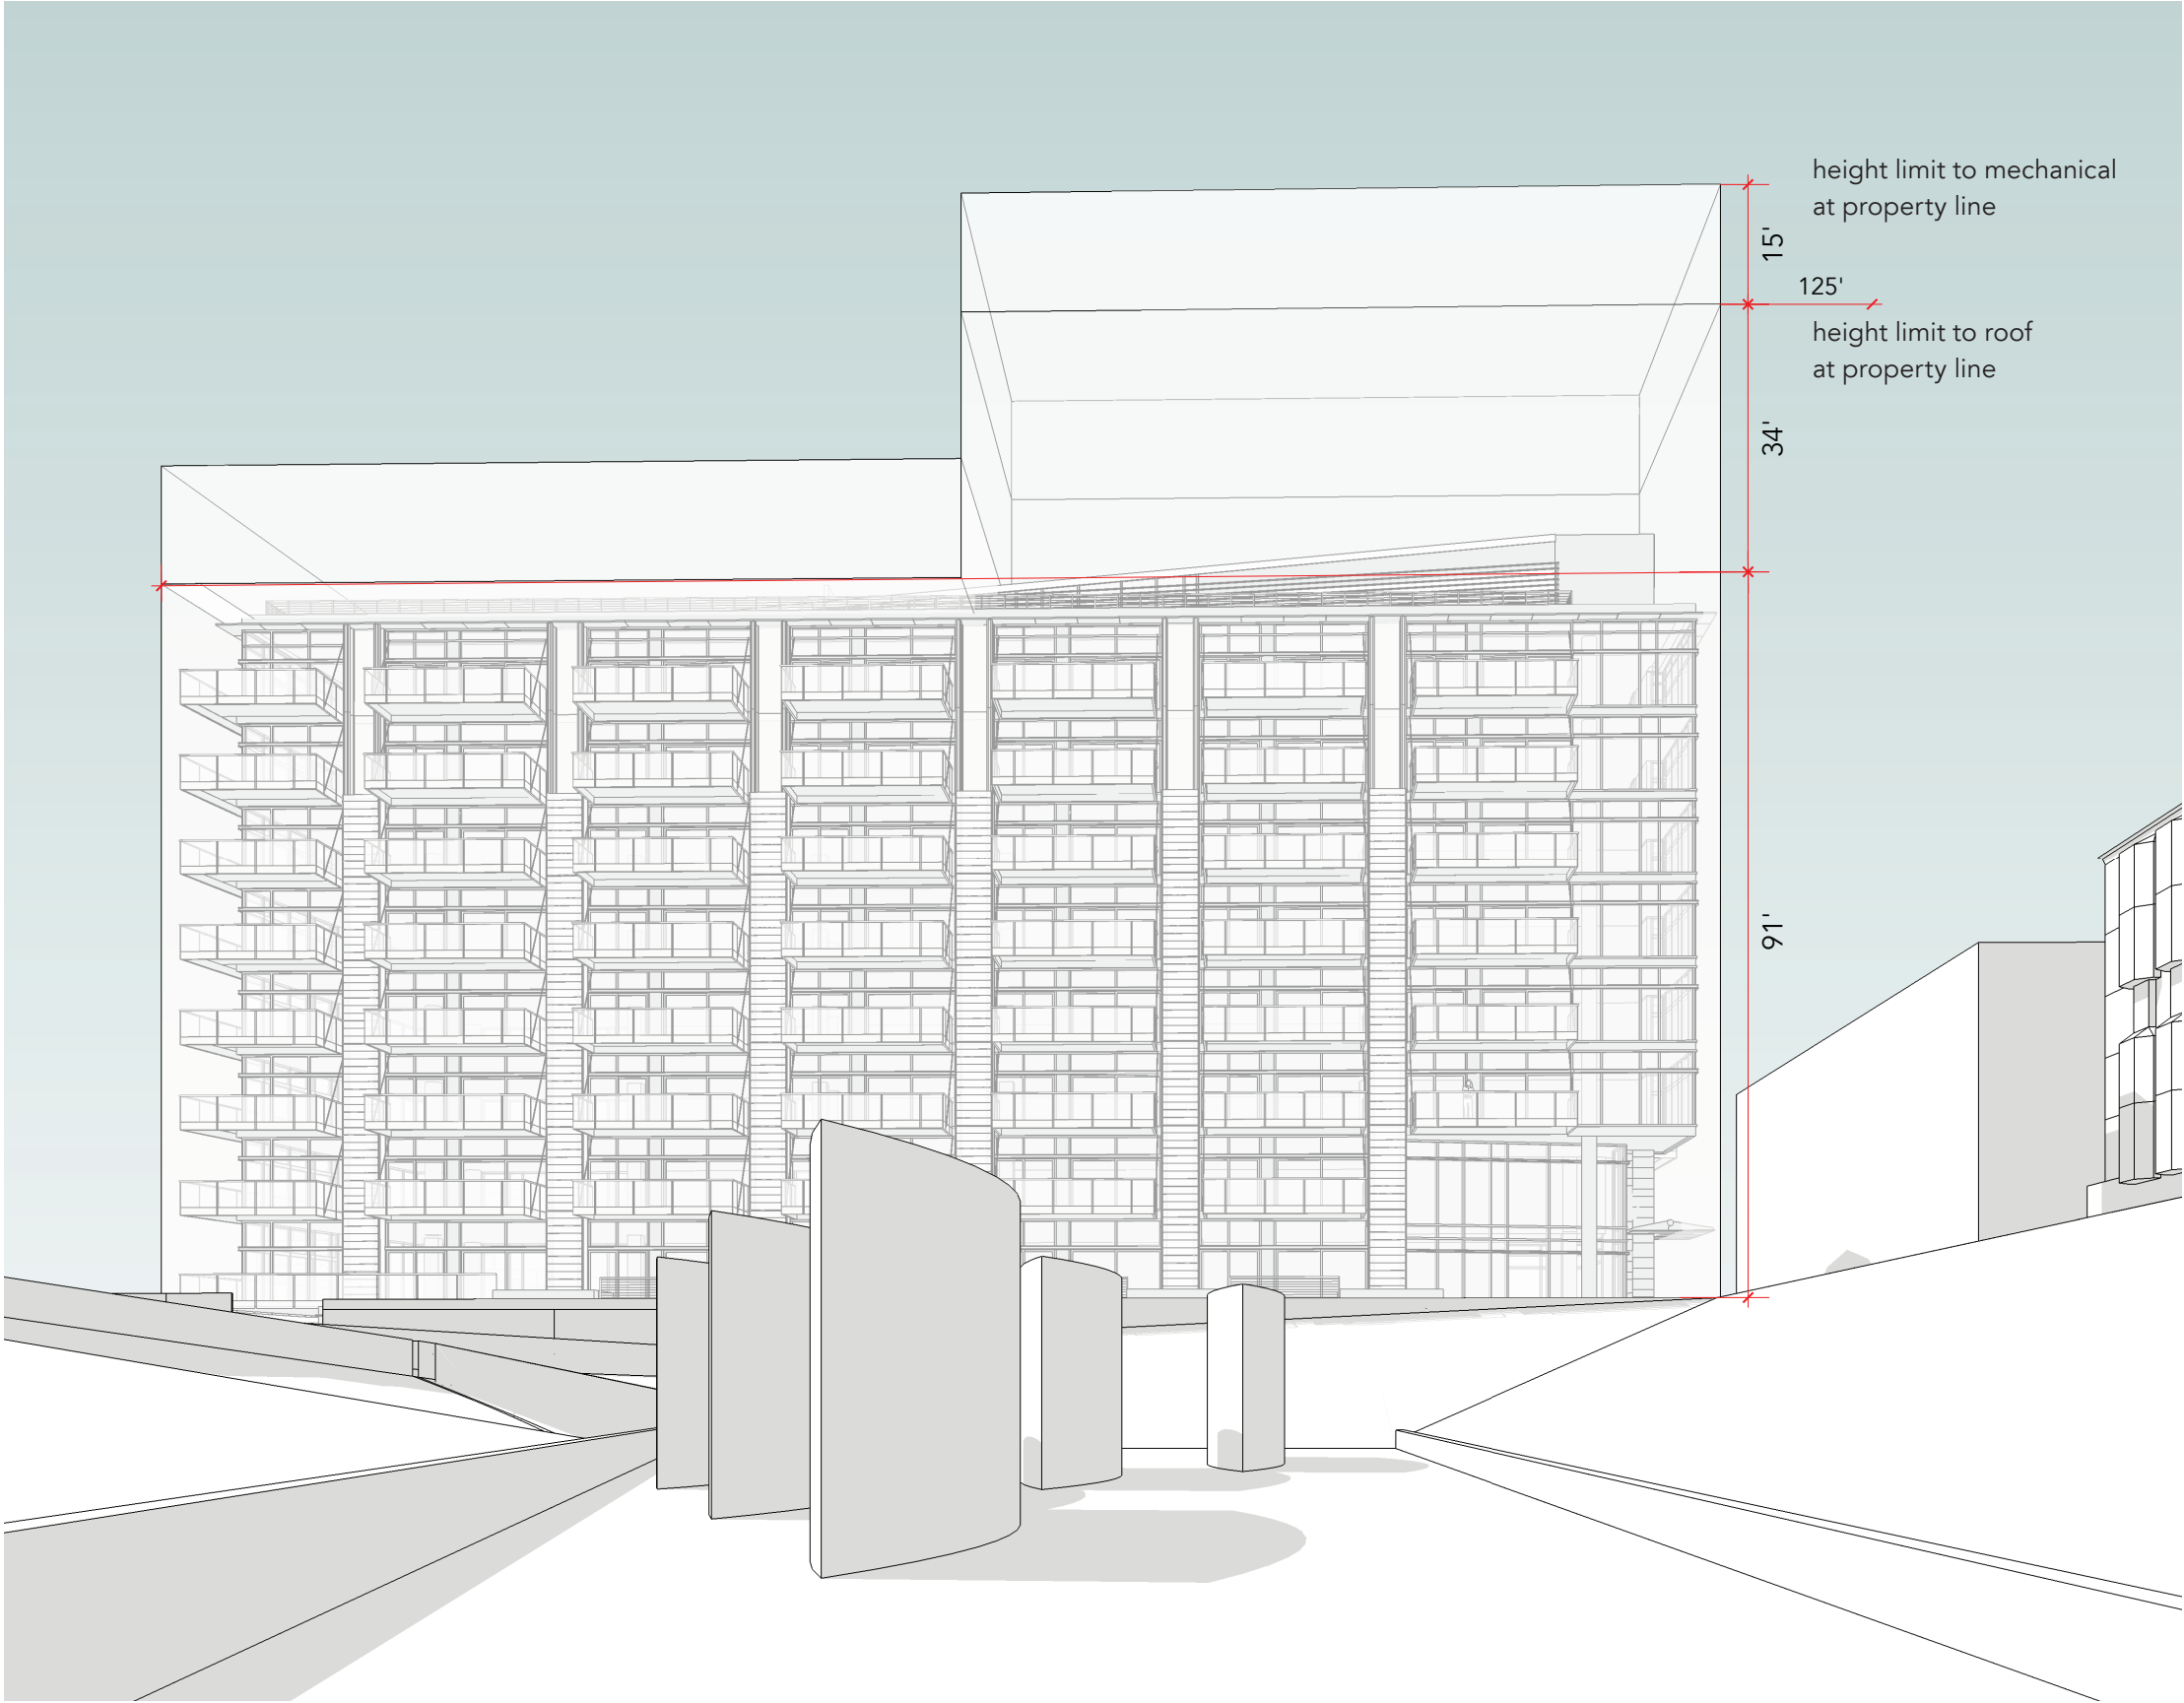 height limit to mechanical
at property line
15'
125'
height limit to roof
at property line
34'
91'